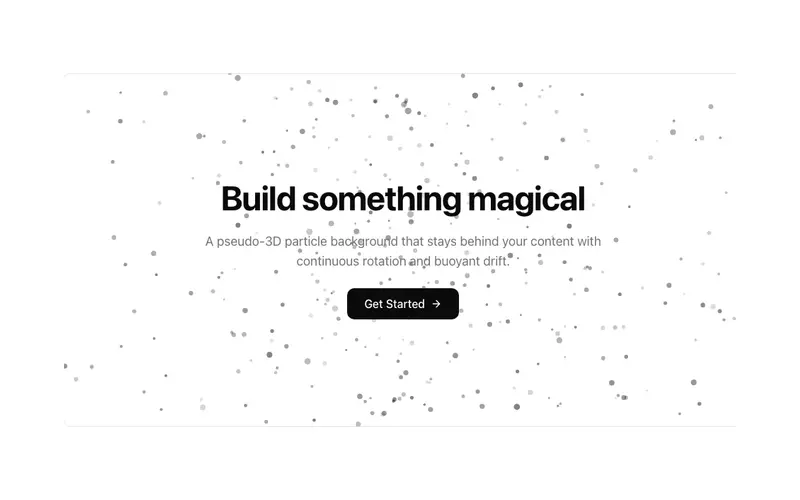 Build something magical
A pseudo-3D particle background that stays behind your content with
continuous rotation and buoyant drift.
Get Started →